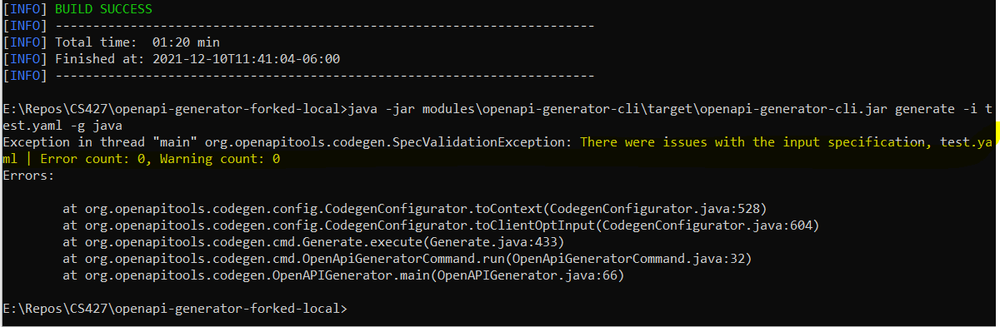 [INFO] BUILD SUCCESS
[INFO] ------------------------------------------------------------------------
[INFO] Total time:  01:20 min
[INFO] Finished at: 2021-12-10T11:41:04-06:00
[INFO] ------------------------------------------------------------------------
E:\Repos\CS427\openapi-generator-forked-local>java -jar modules\openapi-generator-cli\target\openapi-generator-cli.jar generate -i t
est.yaml -g java
Exception in thread "main" org.openapitools.codegen.SpecValidationException: There were issues with the input specification, test.ya
ml | Error count: 0, Warning count: 0
Errors:
        at org.openapitools.codegen.config.CodegenConfigurator.toContext(CodegenConfigurator.java:528)
        at org.openapitools.codegen.config.CodegenConfigurator.toClientOptInput(CodegenConfigurator.java:604)
        at org.openapitools.codegen.cmd.Generate.execute(Generate.java:433)
        at org.openapitools.codegen.cmd.OpenApiGeneratorCommand.run(OpenApiGeneratorCommand.java:32)
        at org.openapitools.codegen.OpenAPIGenerator.main(OpenAPIGenerator.java:66)
E:\Repos\CS427\openapi-generator-forked-local>